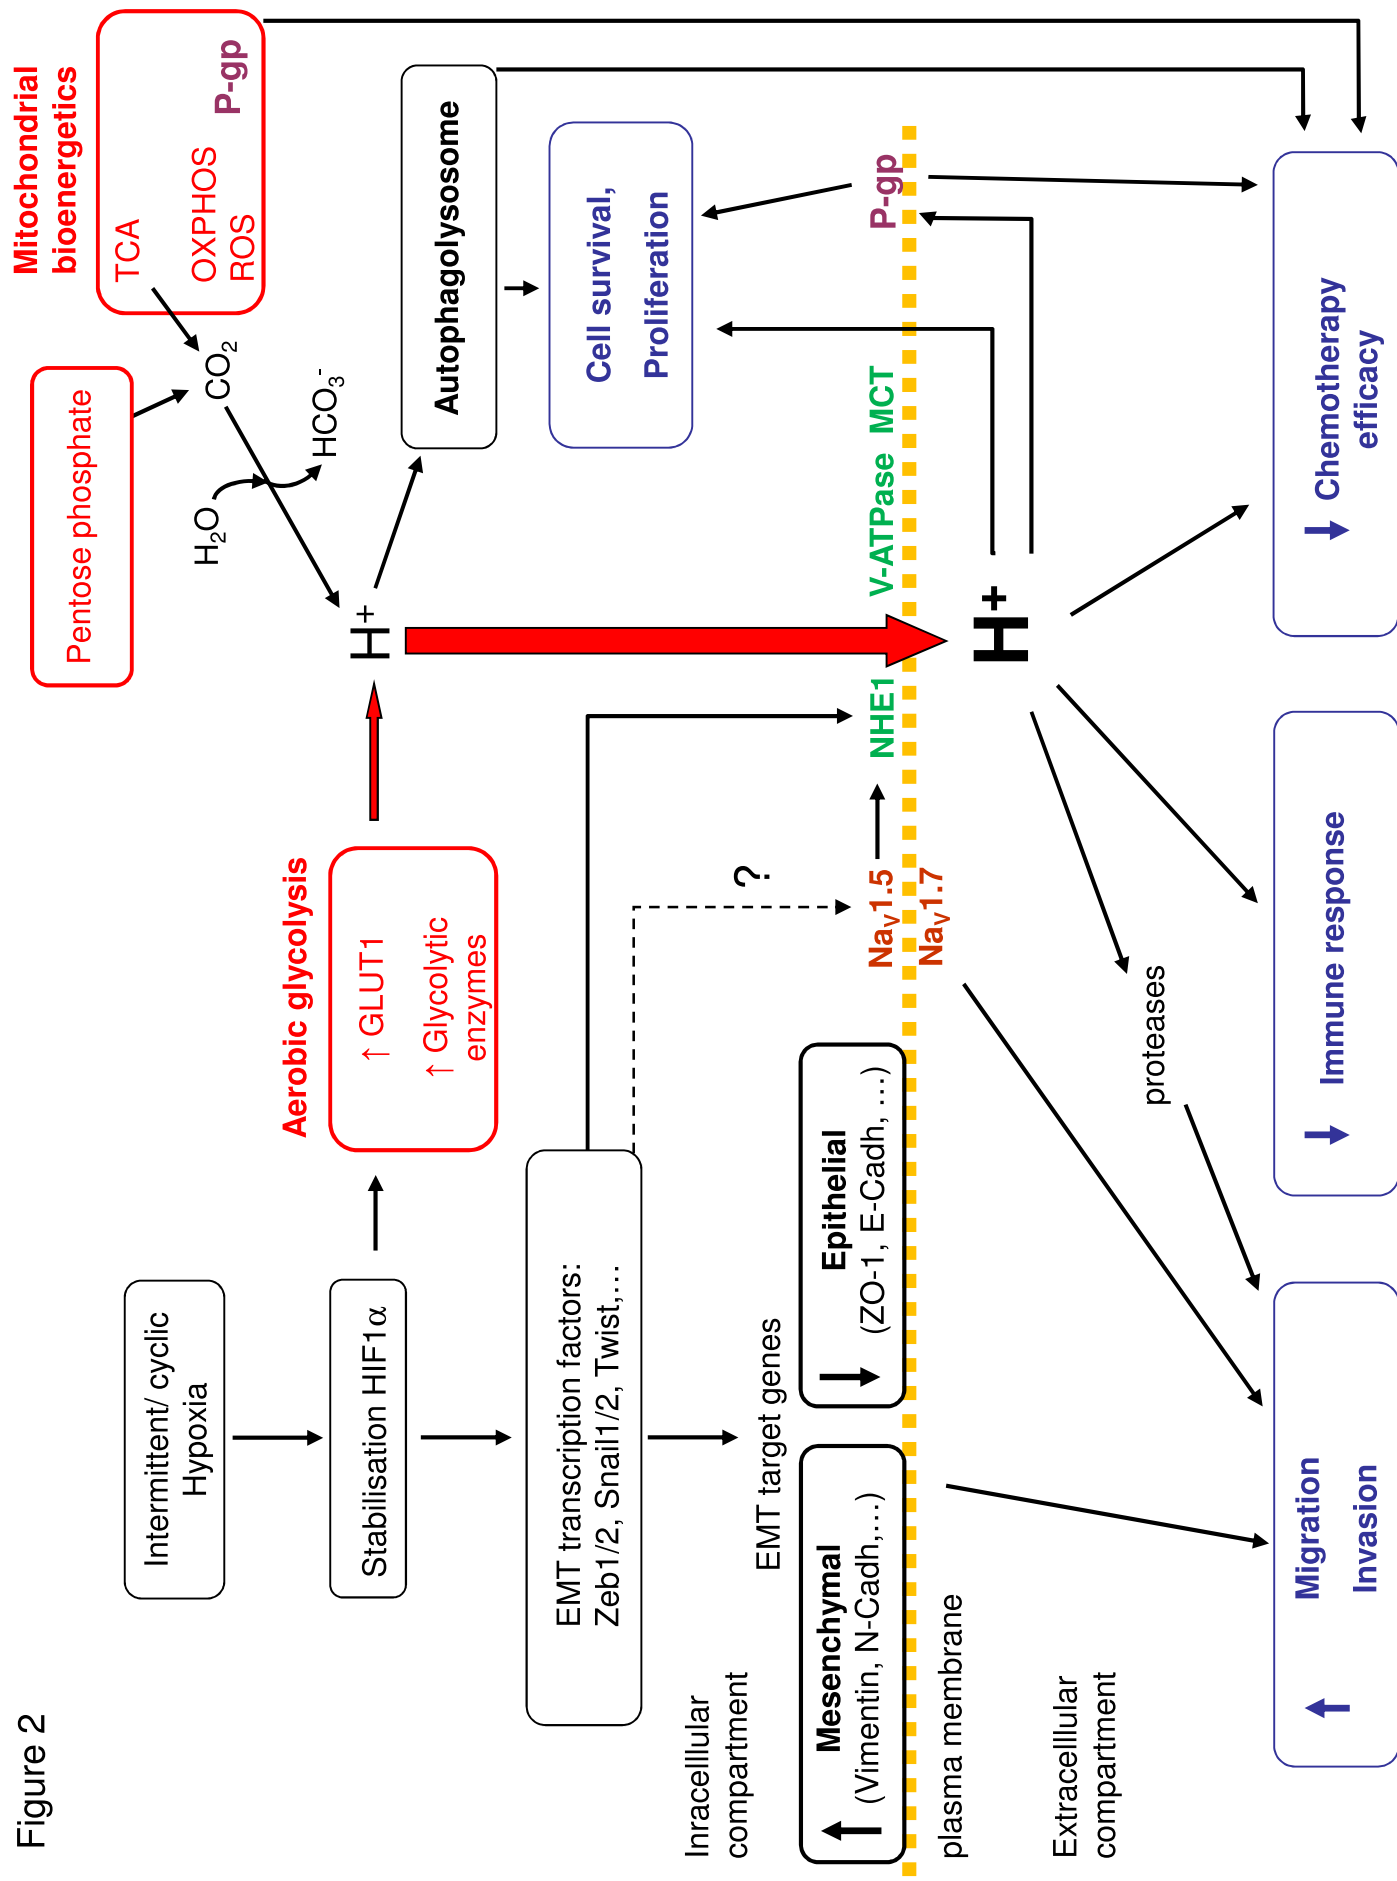 Figure 2
Intermittent/ cyclic
Hypoxia
Stabilisation HIF1α
EMT transcription factors:
Zeb1/2, Snail1/2, Twist,…
EMT target genes
Inracelllular
compartment
Mesenchymal
(Vimentin, N-Cadh,…)
Epithelial
(ZO-1, E-Cadh, …)
plasma membrane
Extracelllular
compartment
Aerobic glycolysis
↑ GLUT1
↑ Glycolytic
enzymes
?
NaV1.5
NaV1.7
NHE1
V-ATPase MCT
P-gp
H+
H+
Pentose phosphate
Mitochondrial
bioenergetics
TCA
OXPHOS
ROS
P-gp
CO2
H2O
HCO3-
Autophagolysosome
Cell survival,
Proliferation
proteases
Migration
Invasion
Immune response
Chemotherapy
efficacy